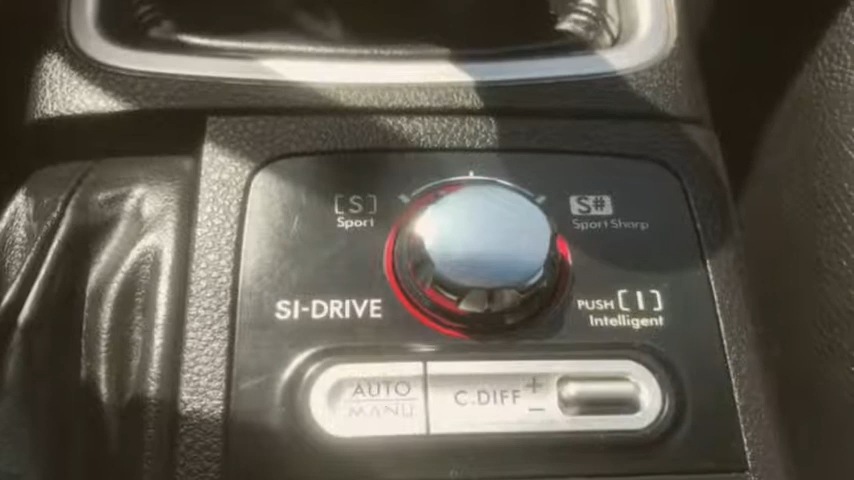 [S]
Sport
S#
Sport Sharp
SI-DRIVE
PUSH [I]
Intelligent
AUTO
MANU
C.DIFF + −